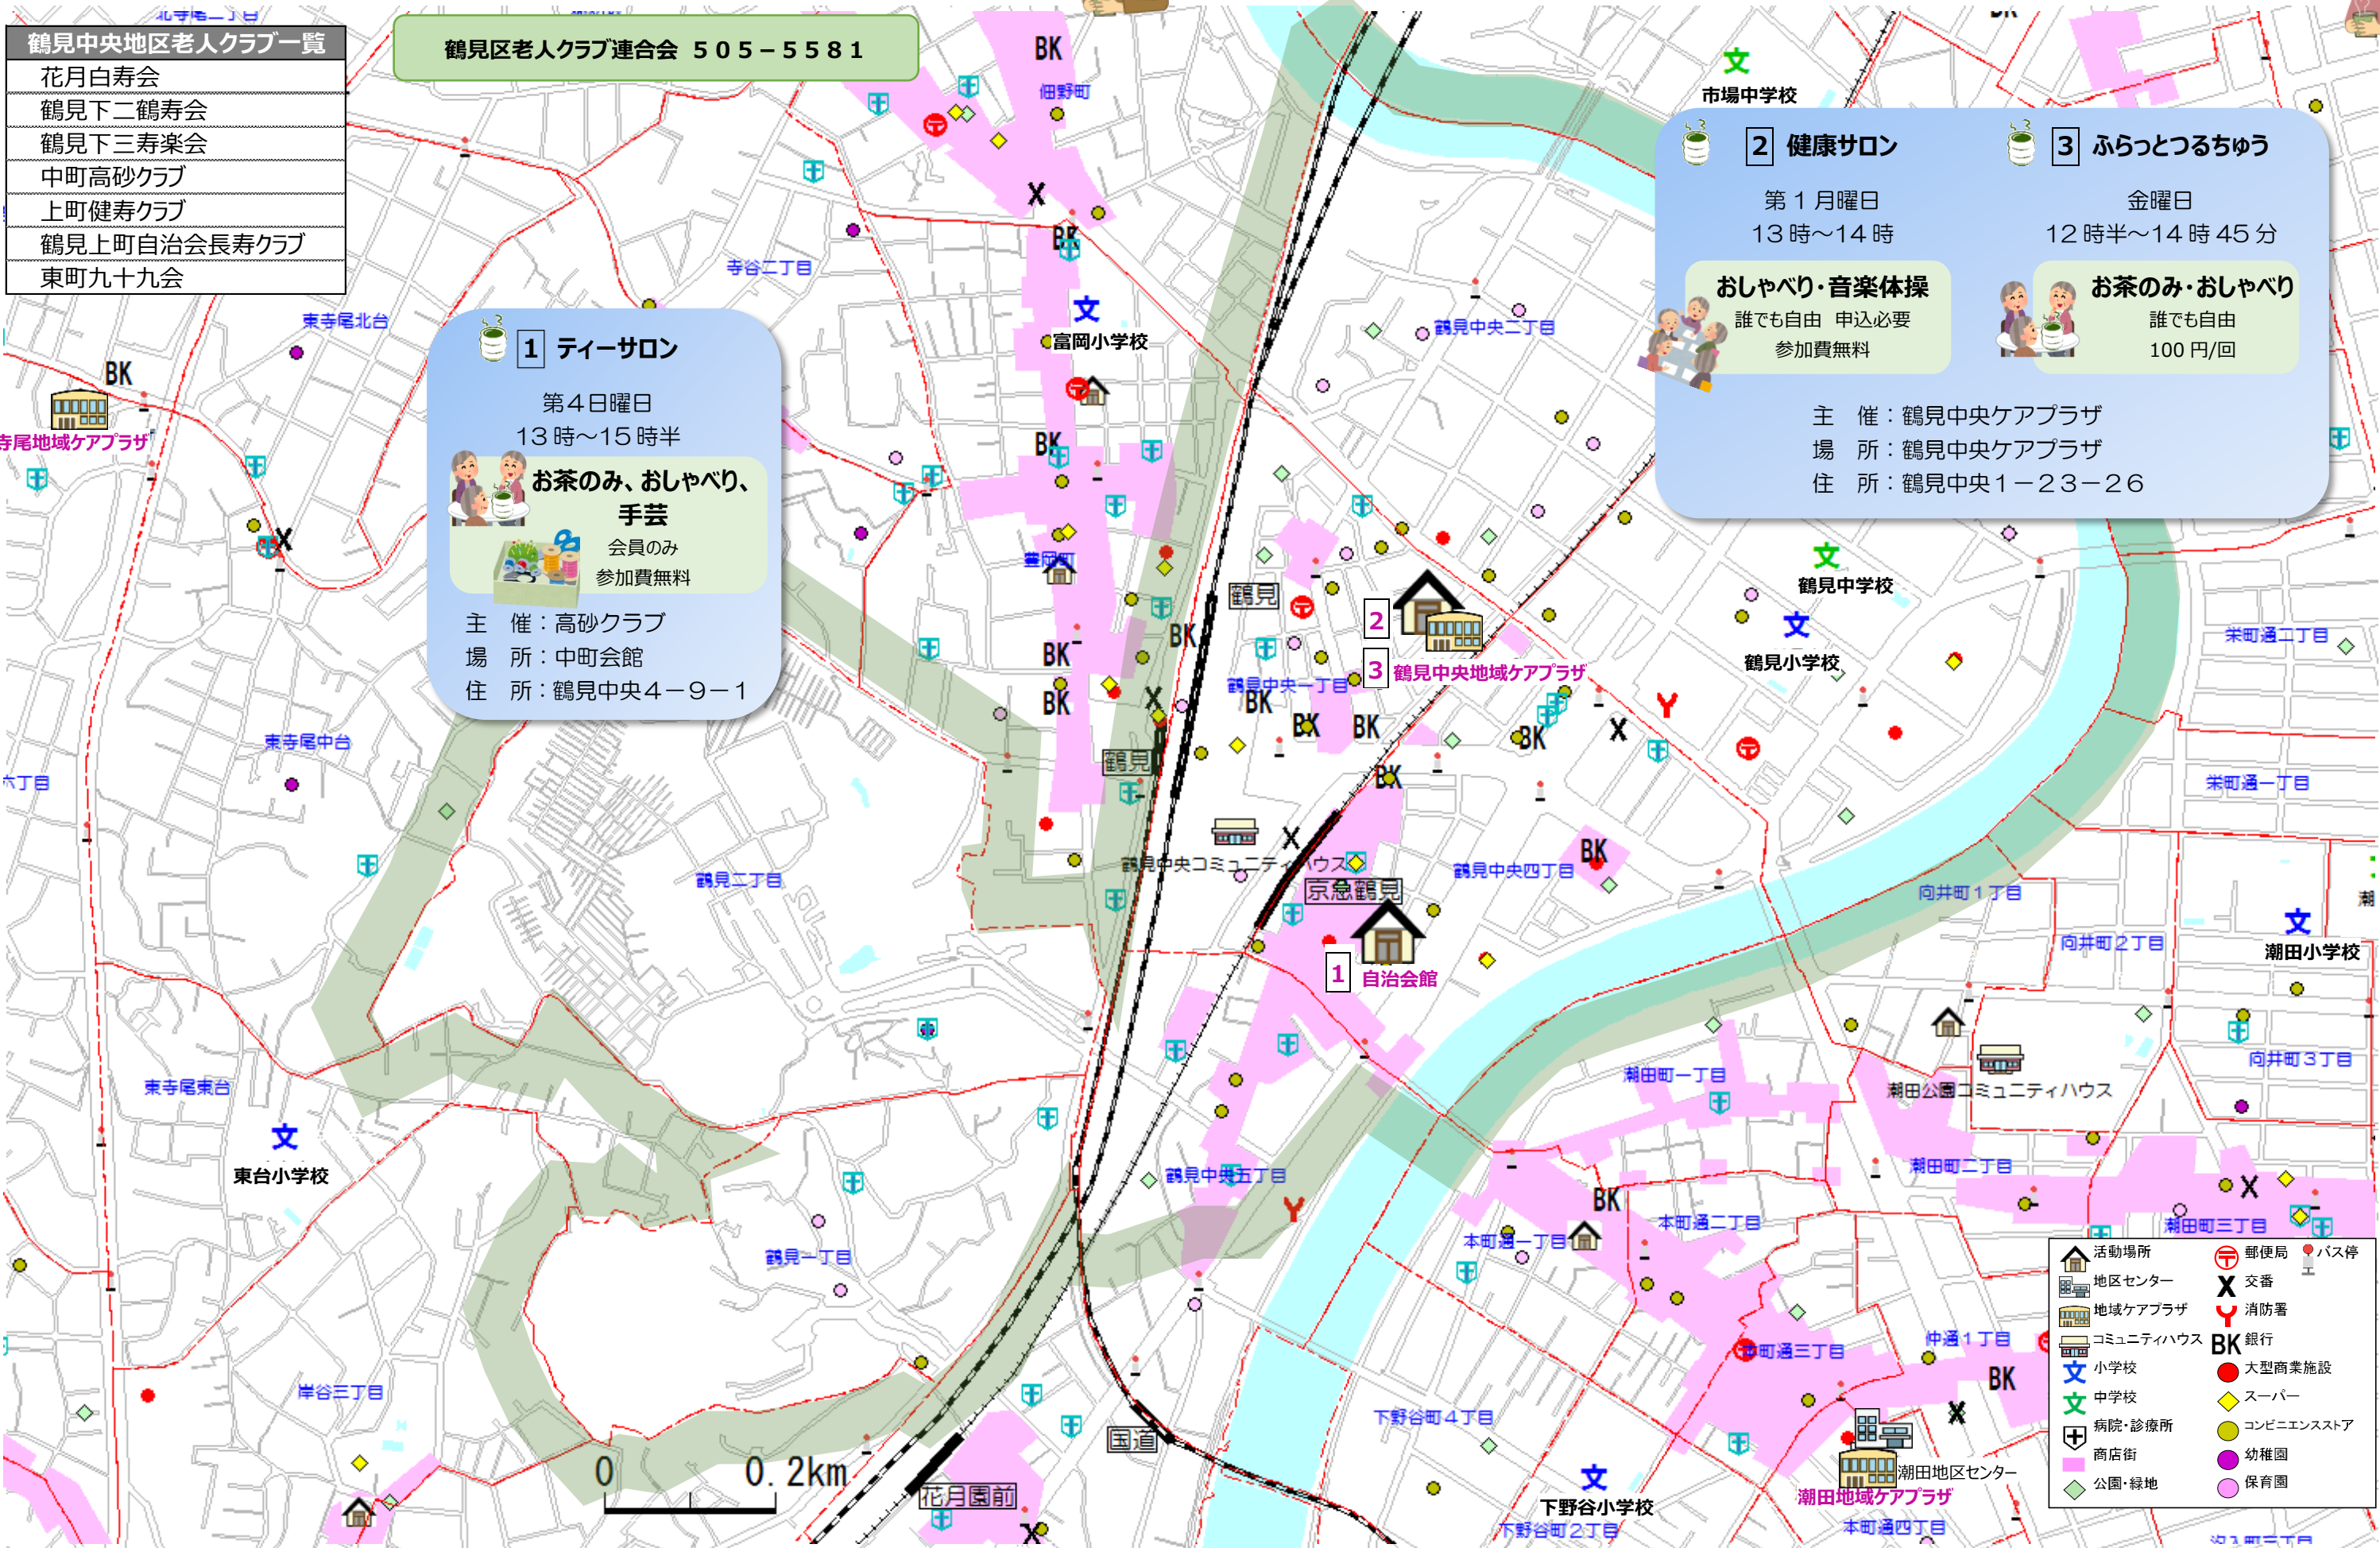 鶴見中央地区老人クラブ一覧
花月白寿会
鶴見下二鶴寿会
鶴見下三寿楽会
中町高砂クラブ
上町健寿クラブ
鶴見上町自治会長寿クラブ
東町九十九会
鶴見区老人クラブ連合会 505-5581
1 ティーサロン
第4日曜日
13時～15時半
お茶のみ、おしゃべり、
手芸
会員のみ
参加費無料
主 催：高砂クラブ
場 所：中町会館
住 所：鶴見中央4－9－1
2 健康サロン
第1月曜日
13時～14時
おしゃべり・音楽体操
誰でも自由 申込必要
参加費無料
3 ふらっとつるちゅう
金曜日
12時半～14時45分
お茶のみ・おしゃべり
誰でも自由
100円/回
主 催：鶴見中央ケアプラザ
場 所：鶴見中央ケアプラザ
住 所：鶴見中央1－23－26
BK
佃野町
市場中学校
BK
寺谷二丁目
東寺尾北台
富岡小学校
鶴見中央二丁目
BK
寺尾地域ケアプラザ
BK
豊岡町
鶴見
鶴見中学校
2
3 鶴見中央地域ケアプラザ
鶴見小学校
栄町通二丁目
BK
BK
BK
鶴見中央一丁目
BK
BK
BK
BK
鶴見
BK
東寺尾中台
六丁目
栄町通一丁目
鶴見中央コミュニティハウス
BK
鶴見二丁目
鶴見中央四丁目
京急鶴見
向井町1丁目
潮
向井町2丁目
潮田小学校
1 自治会館
向井町3丁目
潮田町一丁目
潮田公園コミュニティハウス
東寺尾東台
東台小学校
鶴見中央五丁目
潮田町二丁目
BK
本町通二丁目
潮田町三丁目
本町通一丁目
鶴見一丁目
本町通三丁目
仲通1丁目
BK
岸谷三丁目
下野谷町4丁目
国道
0 0.2km
花月園前
潮田地区センター
潮田地域ケアプラザ
下野谷小学校
下野谷町2丁目
本町通四丁目
活動場所
地区センター
地域ケアプラザ
コミュニティハウス
文 小学校
文 中学校
病院・診療所
商店街
公園・緑地
郵便局
バス停
X 交番
Y 消防署
BK 銀行
大型商業施設
スーパー
コンビニエンスストア
幼稚園
保育園